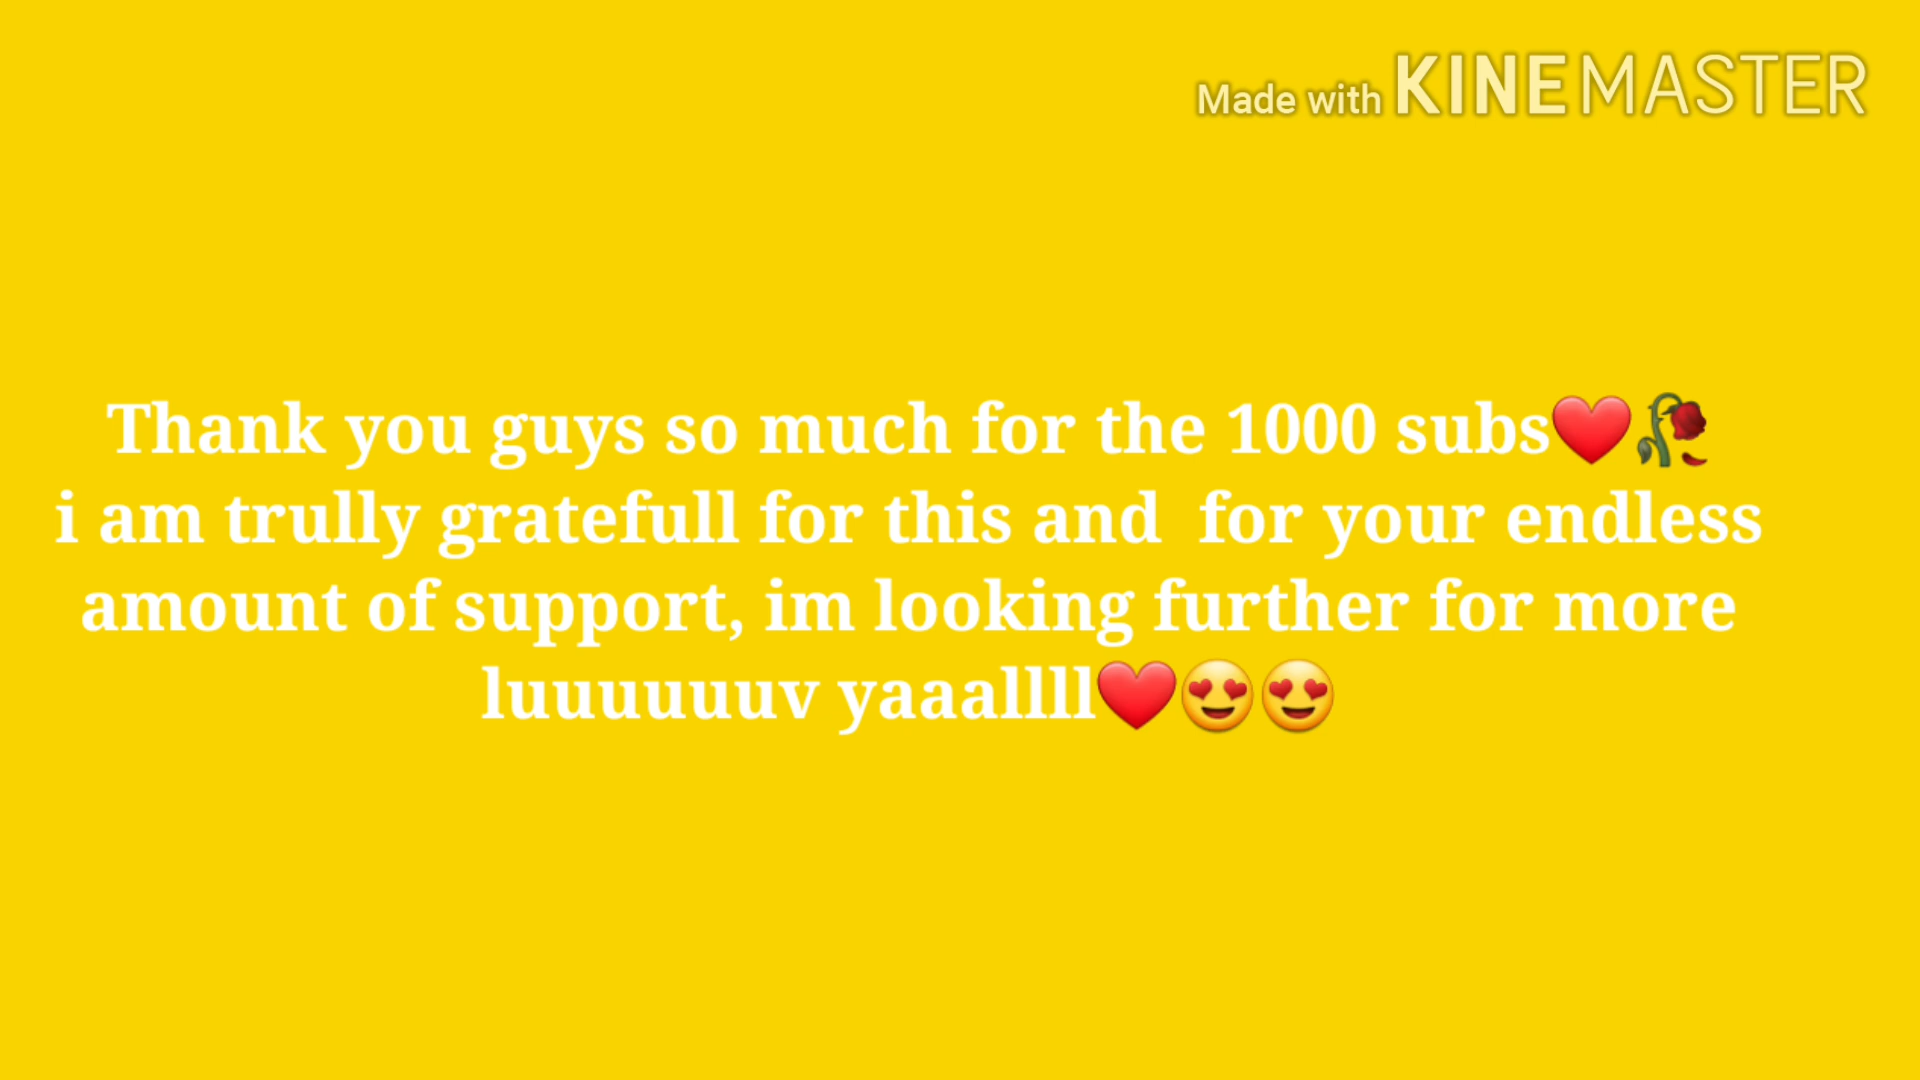 Made with KINEMASTER
Thank you guys so much for the 1000 subs❤️🥀
i am trully gratefull for this and  for your endless
amount of support, im looking further for more
luuuuuuv yaaallll❤️😍😍